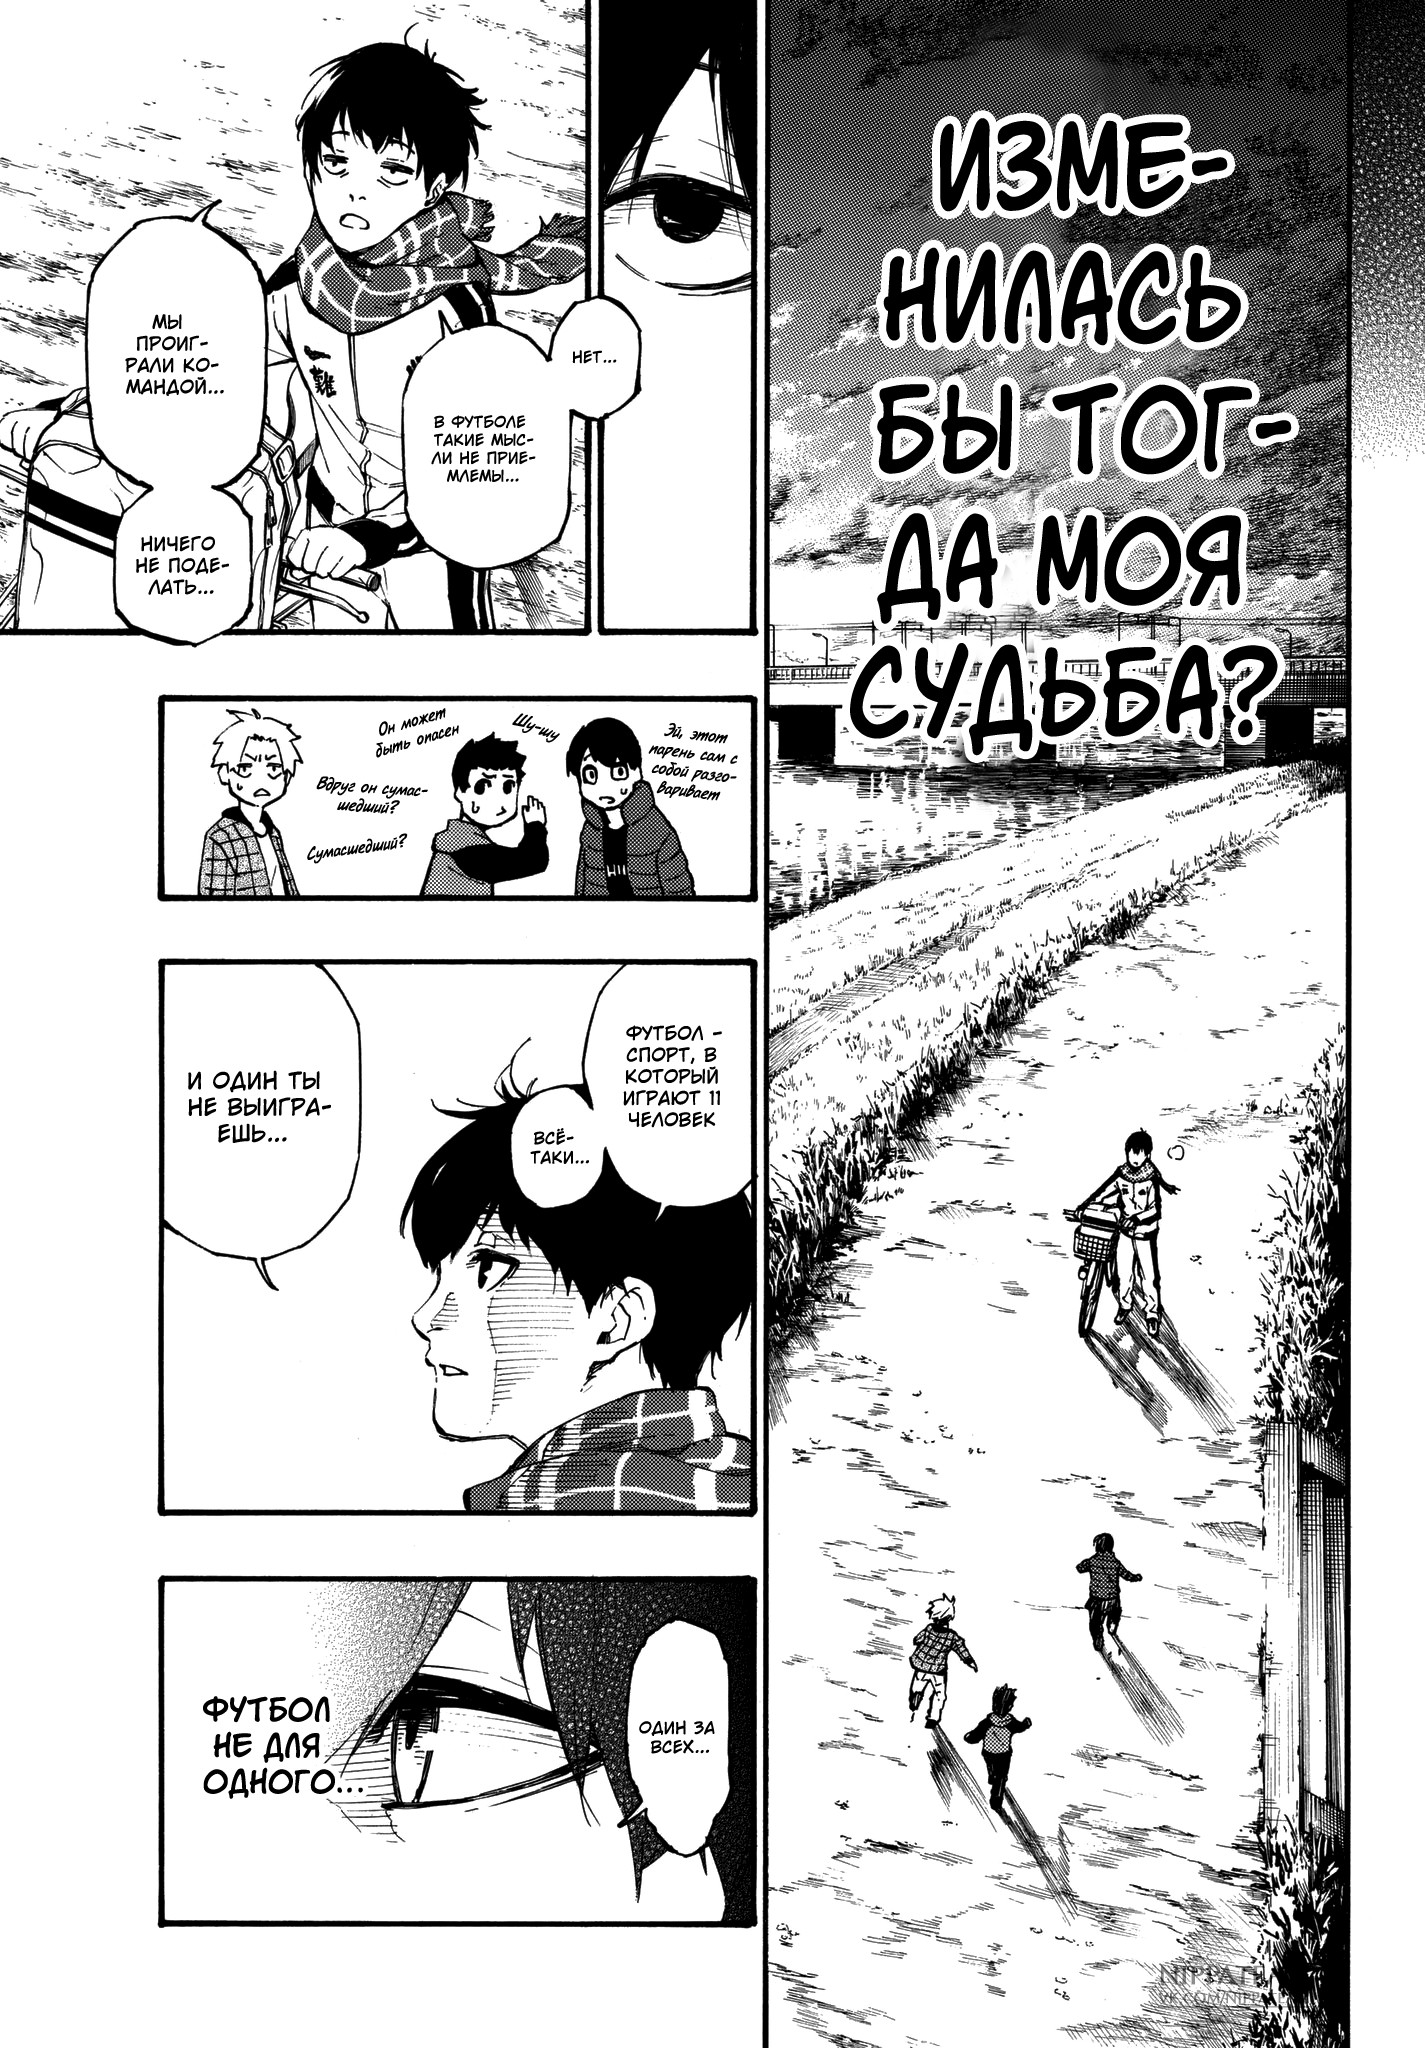 ИЗМЕ-
НИЛАСЬ
БЫ ТОГ-
ДА МОЯ
СУДЬБА?
НЕТ...
В ФУТБОЛЕ
ТАКИЕ МЫС-
ЛИ НЕ ПРИЕ-
МЛЕМЫ...
МЫ
ПРОИГ-
РАЛИ КО-
МАНДОЙ...
НИЧЕГО
НЕ ПОДЕ-
ЛАТЬ...
Эй, этот
парень сам с
собой разго-
варивает
Шу-шу
Он может
быть опасен
Вдруг он сумас-
шедший?
Сумасшедший?
ФУТБОЛ -
СПОРТ, В
КОТОРЫЙ
ИГРАЮТ 11
ЧЕЛОВЕК
ВСЁ-
ТАКИ...
И ОДИН ТЫ
НЕ ВЫИГРА-
ЕШЬ...
ОДИН ЗА
ВСЕХ...
ФУТБОЛ
НЕ ДЛЯ
ОДНОГО...